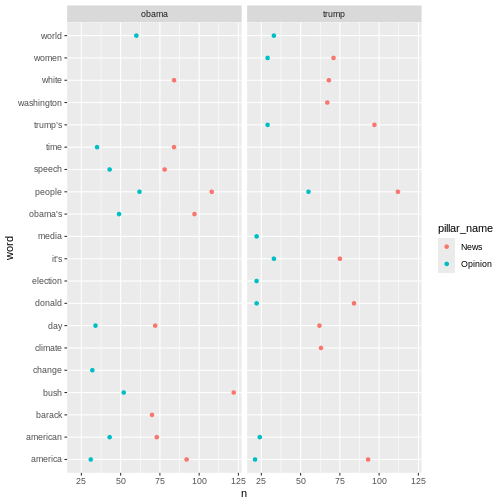 obama trump
world
women
white
washington
trump's
time
speech
people
obama's
media
it's
election
donald
day
climate
change
bush
barack
american
america
word
25 50 75 100 125 25 50 75 100 125
n
pillar_name
News
Opinion